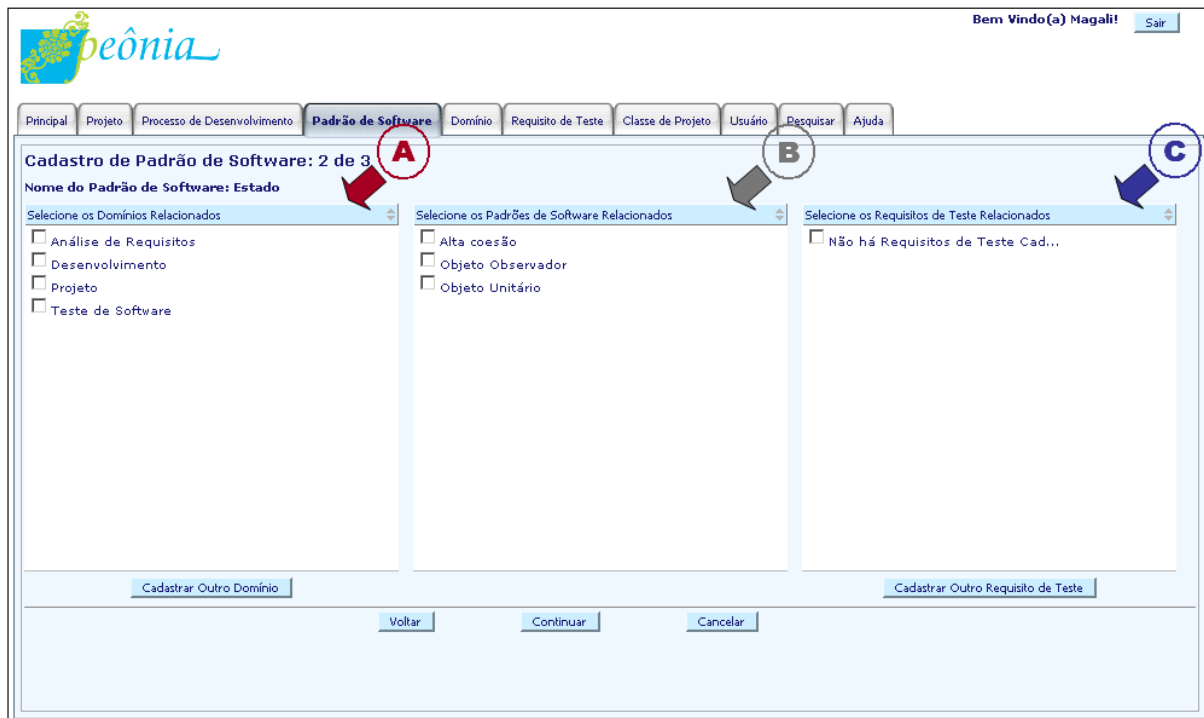 Bem Vindo(a) Magali! Sair
peônia
Principal Projeto Processo de Desenvolvimento Padrão de Software Domínio Requisito de Teste Classe de Projeto Usuário Pesquisar Ajuda
Cadastro de Padrão de Software: 2 de 3
A
B
C
Nome do Padrão de Software: Estado
Selecione os Domínios Relacionados
Análise de Requisitos
Desenvolvimento
Projeto
Teste de Software
Cadastrar Outro Domínio
Selecione os Padrões de Software Relacionados
Alta coesão
Objeto Observador
Objeto Unitário
Selecione os Requisitos de Teste Relacionados
Não há Requisitos de Teste Cad...
Cadastrar Outro Requisito de Teste
Voltar Continuar Cancelar